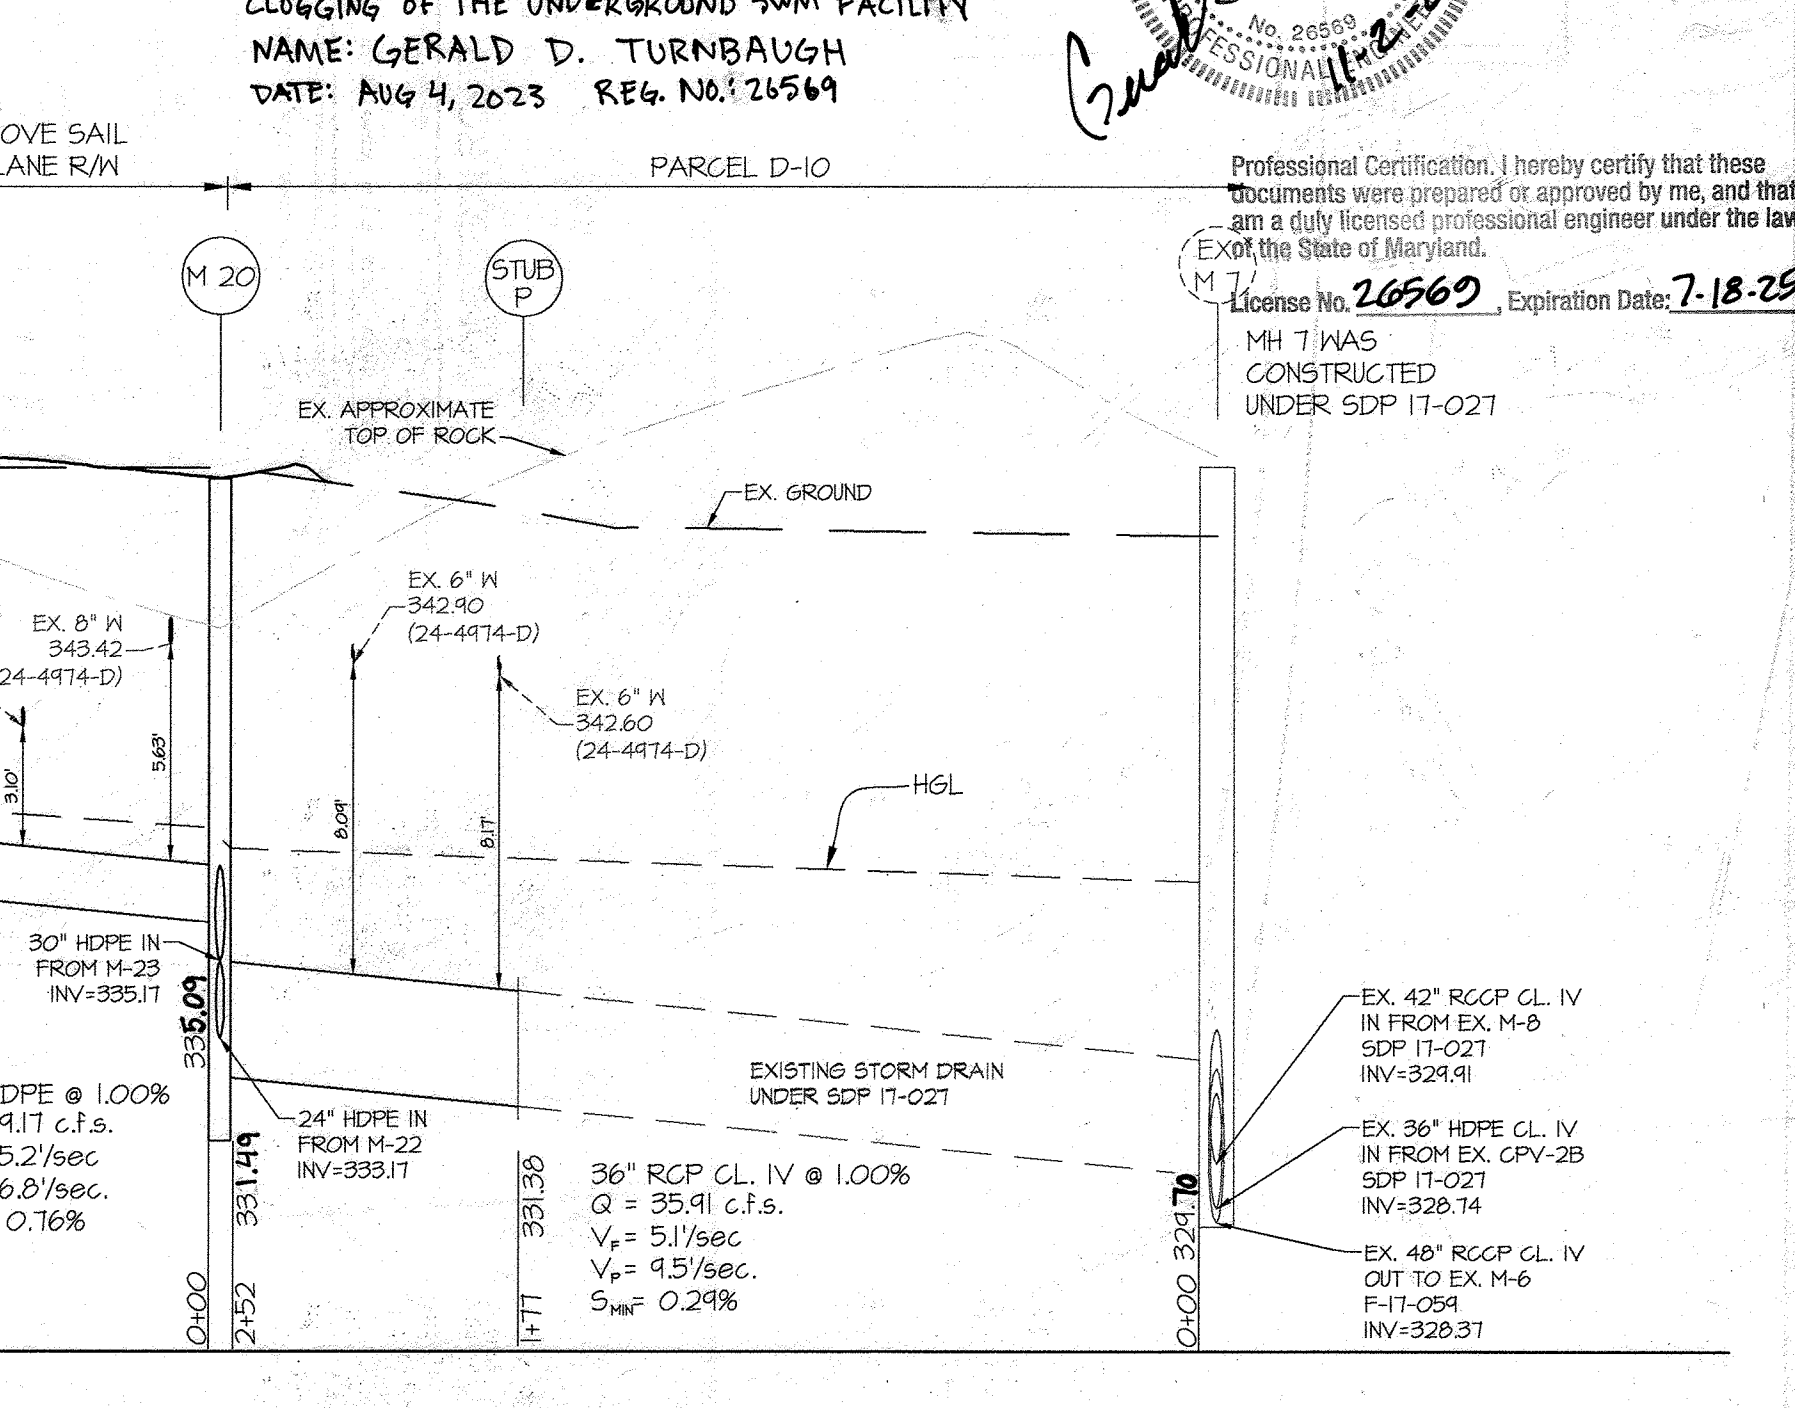 CLOGGING OF THE UNDERGROUND SWM FACILITY
NAME: GERALD D. TURNBAUGH
DATE: AUG 4, 2023 REG. NO.: 26569
No. 26569
PROFESSIONAL ENGINEER
Professional Certification. I hereby certify that these
documents were prepared or approved by me, and that
am a duly licensed professional engineer under the law
of the State of Maryland.
License No. 26569, Expiration Date: 7-18-25
OVE SAIL
LANE R/W
PARCEL D-10
M 20
STUB
P
EX
M 7
MH 7 WAS
CONSTRUCTED
UNDER SDP 17-027
EX. APPROXIMATE
TOP OF ROCK
EX. GROUND
EX. 6" W
342.90
(24-4974-D)
EX. 8" W
343.42
24-4974-D)
EX. 6" W
342.60
(24-4974-D)
3.10'
5.63'
8.09'
8.17'
HGL
30" HDPE IN
FROM M-23
INV=335.17
335.09
24" HDPE IN
FROM M-22
INV=333.17
EXISTING STORM DRAIN
UNDER SDP 17-027
EX. 42" RCCP CL. IV
IN FROM EX. M-8
SDP 17-027
INV=329.91
EX. 36" HDPE CL. IV
IN FROM EX. CPV-2B
SDP 17-027
INV=328.74
EX. 48" RCCP CL. IV
OUT TO EX. M-6
F-17-059
INV=328.37
DPE @ 1.00%
9.17 c.f.s.
5.2'/sec
6.8'/sec.
0.76%
36" RCP CL. IV @ 1.00%
Q = 35.91 c.f.s.
VF= 5.1'/sec
VP= 9.5'/sec.
SMIN= 0.29%
0+00
2+52 331.49
1+77 331.38
0+00 329.70